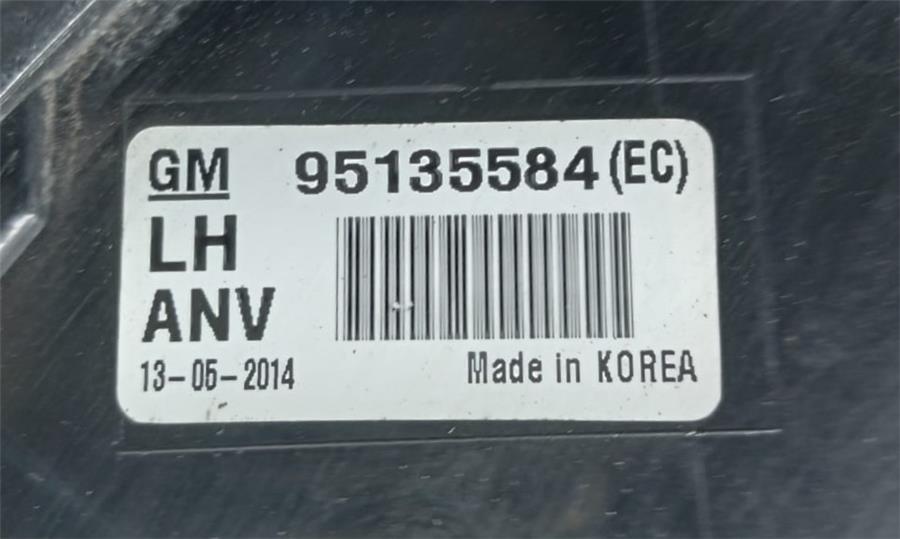 GM 95135584 (EC)
LH
ANV
13-05-2014 Made in KOREA